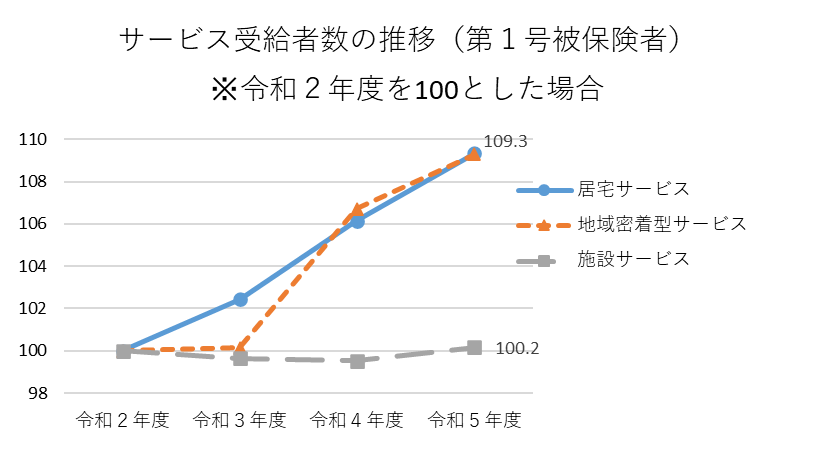 サービス受給者数の推移（第１号被保険者）
※令和２年度を100とした場合
110
108
106
104
102
100
98
109.3
100.2
居宅サービス
地域密着型サービス
施設サービス
令和２年度 令和３年度 令和４年度 令和５年度